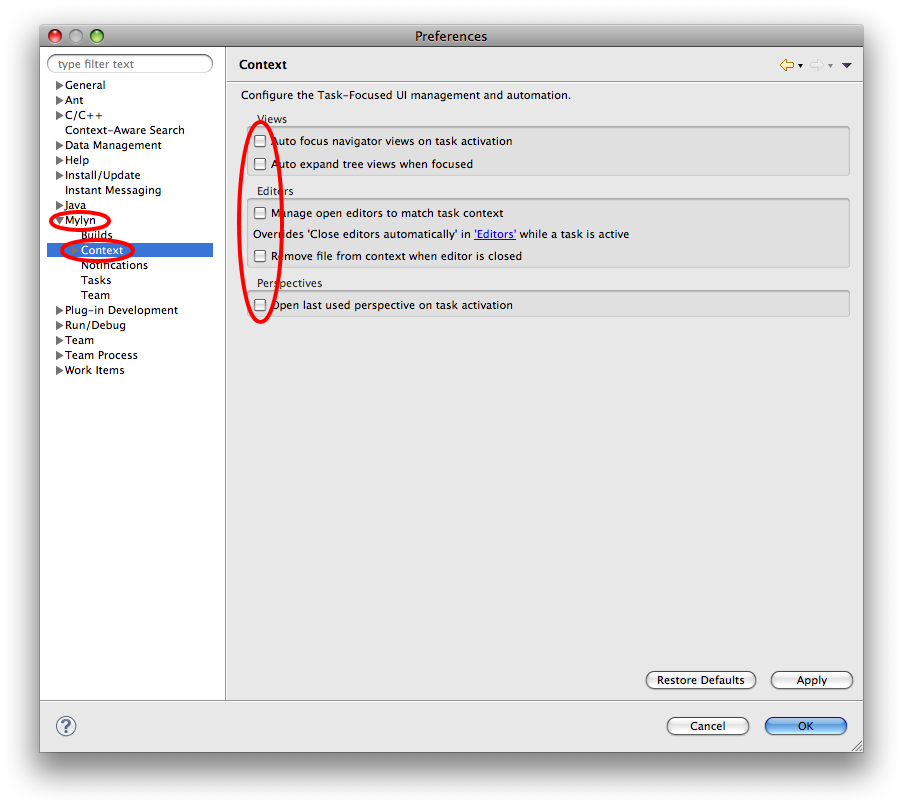 Preferences
type filter text
General
Ant
C/C++
Context-Aware Search
Data Management
Help
Install/Update
Instant Messaging
Java
Mylyn
Builds
Context
Notifications
Tasks
Team
Plug-in Development
Run/Debug
Team
Team Process
Work Items
Context
Configure the Task-Focused UI management and automation.
Views
Auto focus navigator views on task activation
Auto expand tree views when focused
Editors
Manage open editors to match task context
Overrides 'Close editors automatically' in 'Editors' while a task is active
Remove file from context when editor is closed
Perspectives
Open last used perspective on task activation
Restore Defaults
Apply
?
Cancel
OK